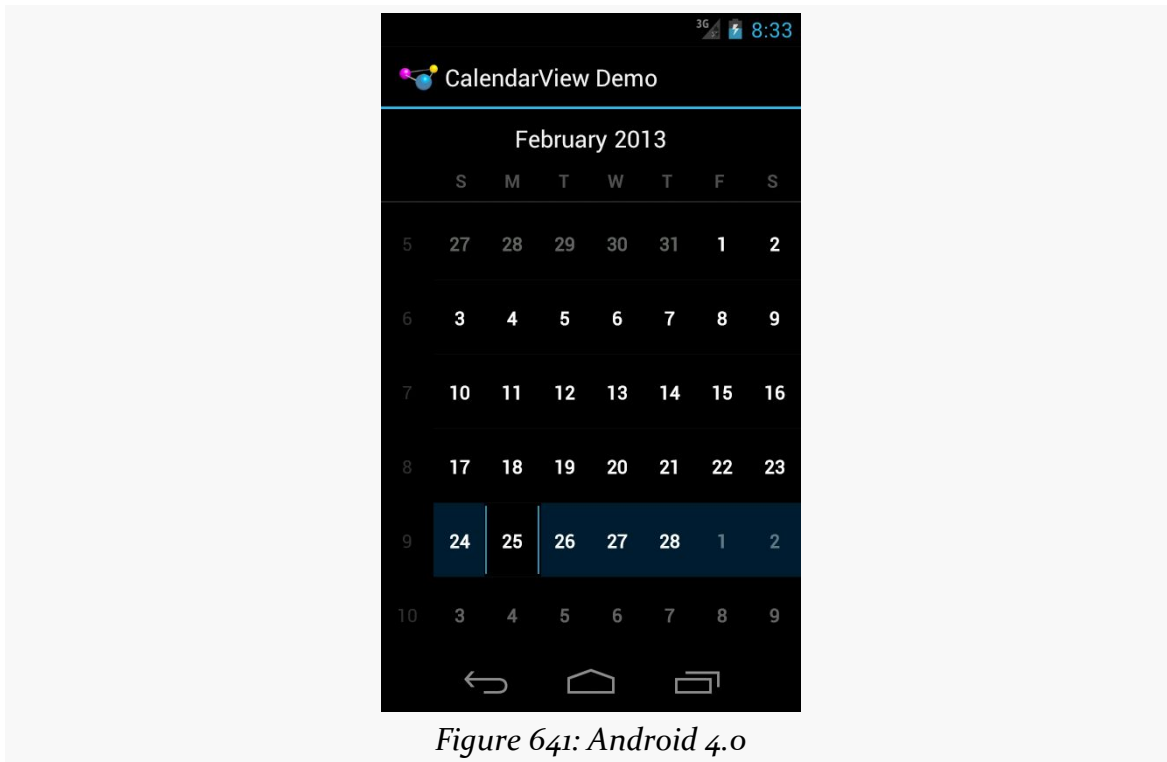 3G 8:33
CalendarView Demo
February 2013
S M T W T F S
5 27 28 29 30 31 1 2
6 3 4 5 6 7 8 9
7 10 11 12 13 14 15 16
8 17 18 19 20 21 22 23
9 24 25 26 27 28 1 2
10 3 4 5 6 7 8 9
Figure 641: Android 4.0